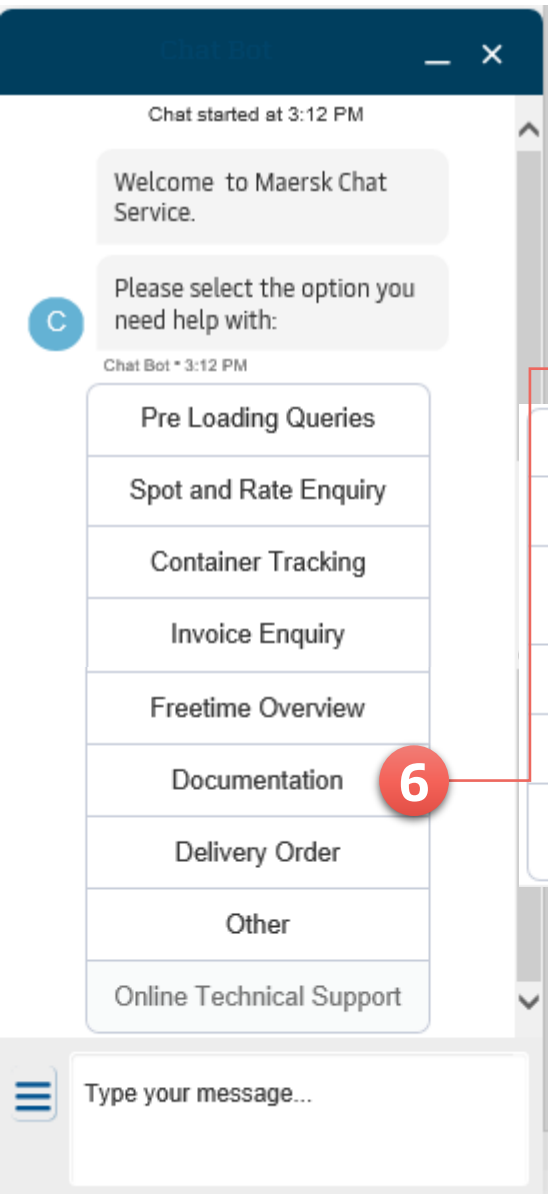 Chat Bot
Chat started at 3:12 PM
Welcome to Maersk Chat
Service.
Please select the option you
need help with:
C
Chat Bot * 3:12 PM
Pre Loading Queries
Spot and Rate Enquiry
Container Tracking
Invoice Enquiry
Freetime Overview
Documentation
6
Delivery Order
Other
Online Technical Support
Type your message...